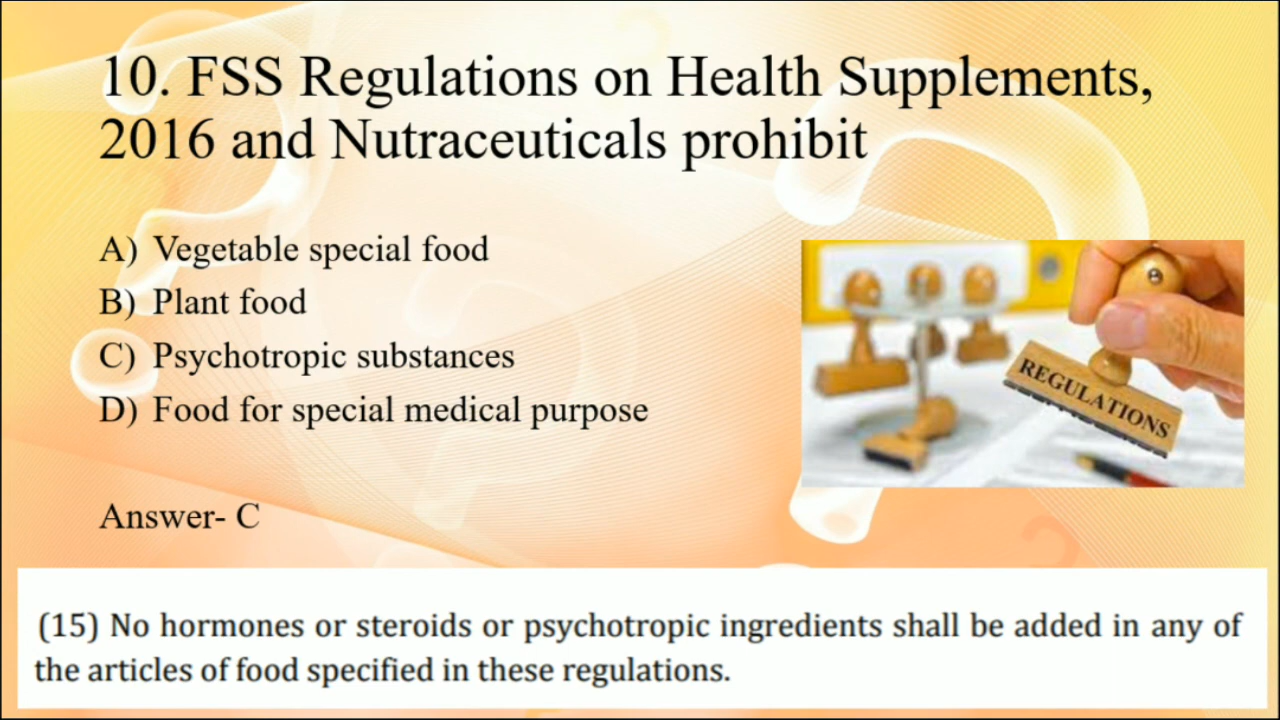 10. FSS Regulations on Health Supplements,
2016 and Nutraceuticals prohibit
A) Vegetable special food
B) Plant food
C) Psychotropic substances
D) Food for special medical purpose
REGULATIONS
Answer- C
(15) No hormones or steroids or psychotropic ingredients shall be added in any of
the articles of food specified in these regulations.